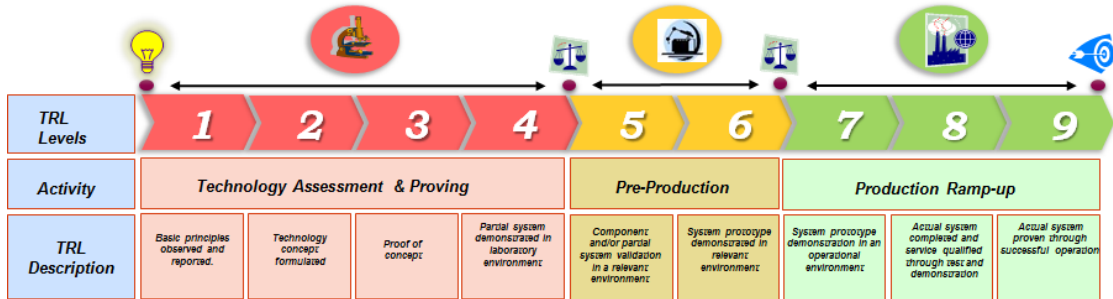 TRL
Levels
1 2 3 4 5 6 7 8 9
Activity
Technology Assessment & Proving
Pre-Production
Production Ramp-up
TRL
Description
Basic principles
observed and
reported.
Technology
concept
formulated
Proof of
concept
Partial system
demonstrated in
laboratory
environment
Component
and/or partial
system validation
in a relevant
environment
System prototype
demonstrated in
relevant
environment
System prototype
demonstration in an
operational
environment
Actual system
completed and
service qualified
through test and
demonstration
Actual system
proven through
successful operation